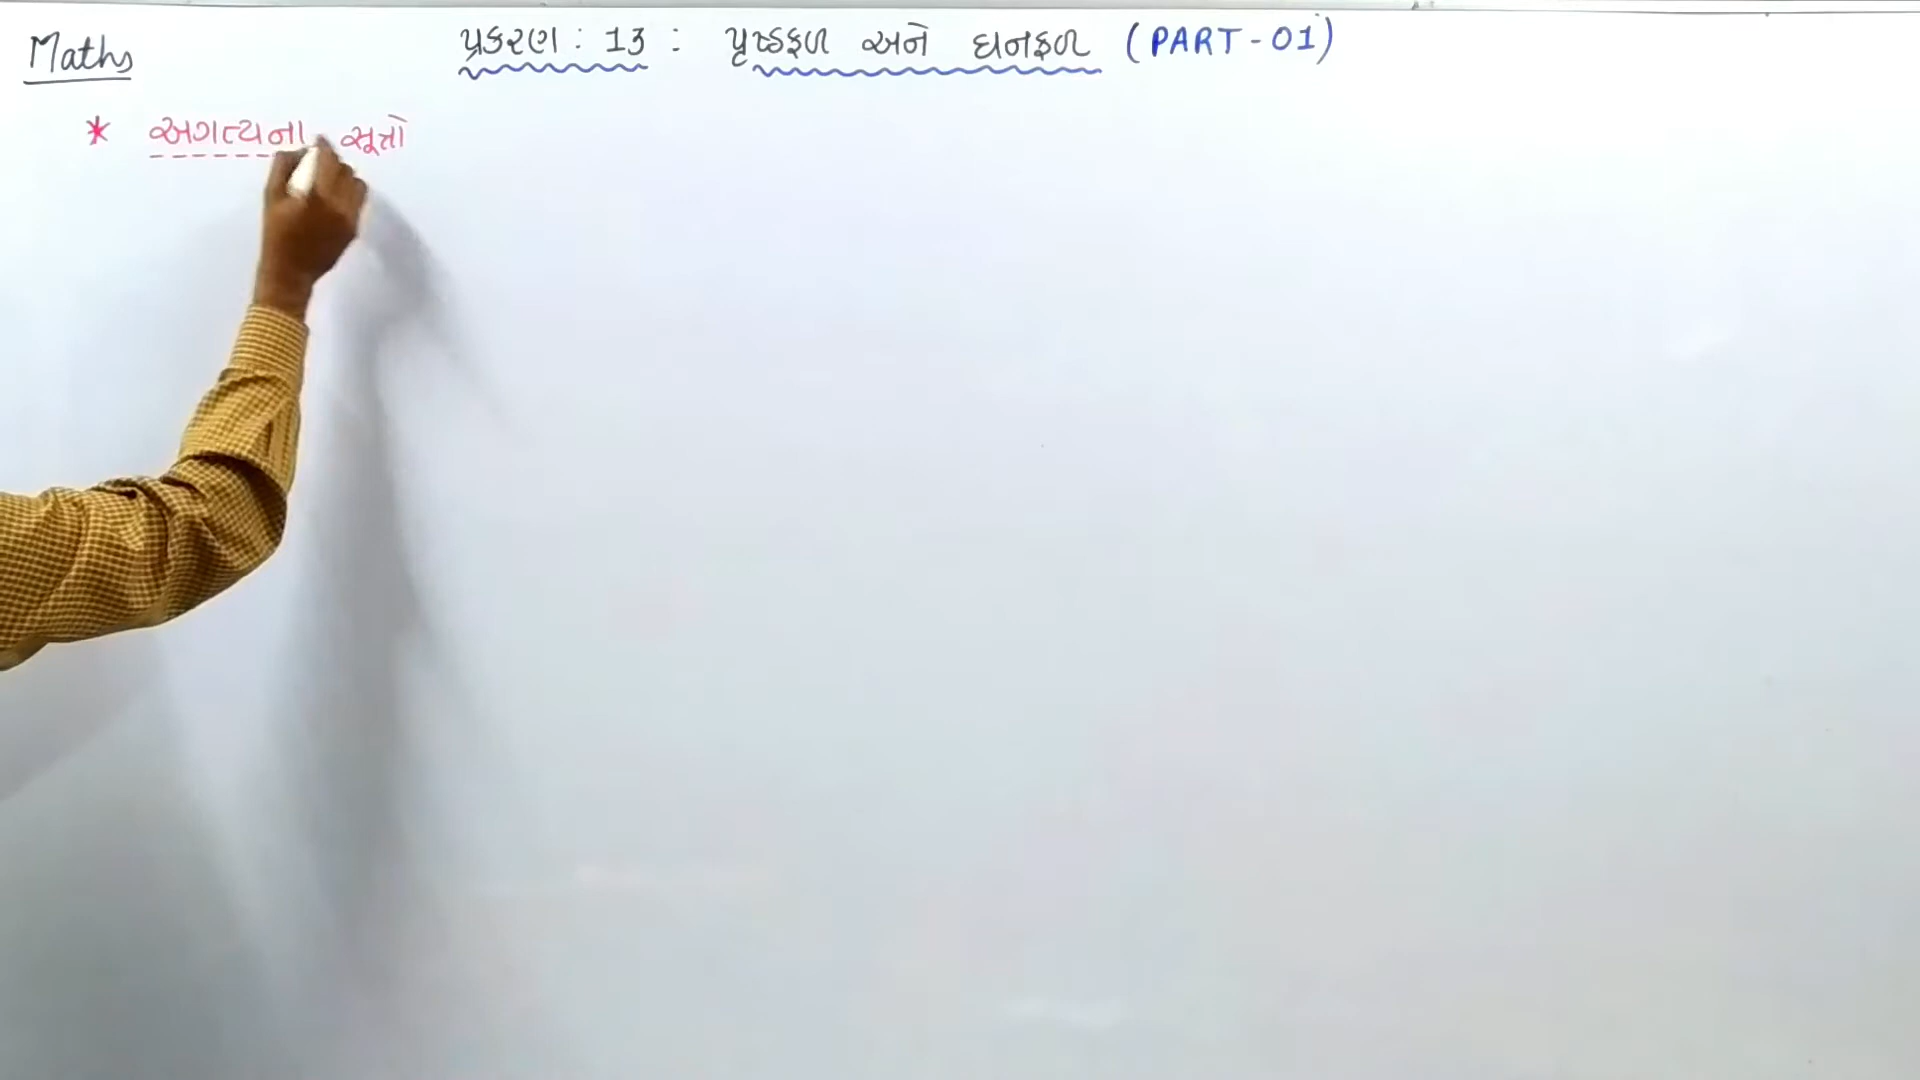 Maths
પ્રકરણ : 13 : પૃષ્ઠફળ અને ઘનફળ (PART-01)
* અગત્યના સૂત્રો